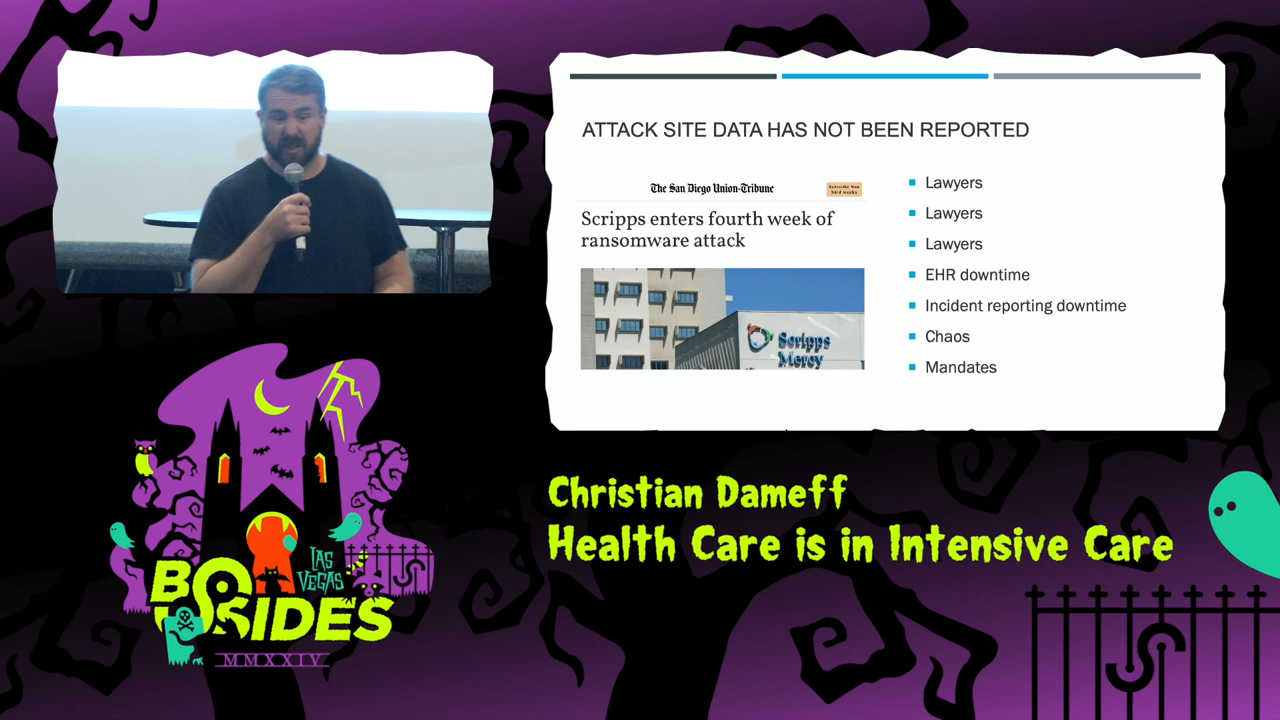 ATTACK SITE DATA HAS NOT BEEN REPORTED
The San Diego Union-Tribune
Subscribe Now
Scripps enters fourth week of
ransomware attack
Scripps
Mercy
Lawyers
Lawyers
Lawyers
EHR downtime
Incident reporting downtime
Chaos
Mandates
Christian Dameff
Health Care is in Intensive Care
LAS
VEGAS
BSIDES
MMXXIV